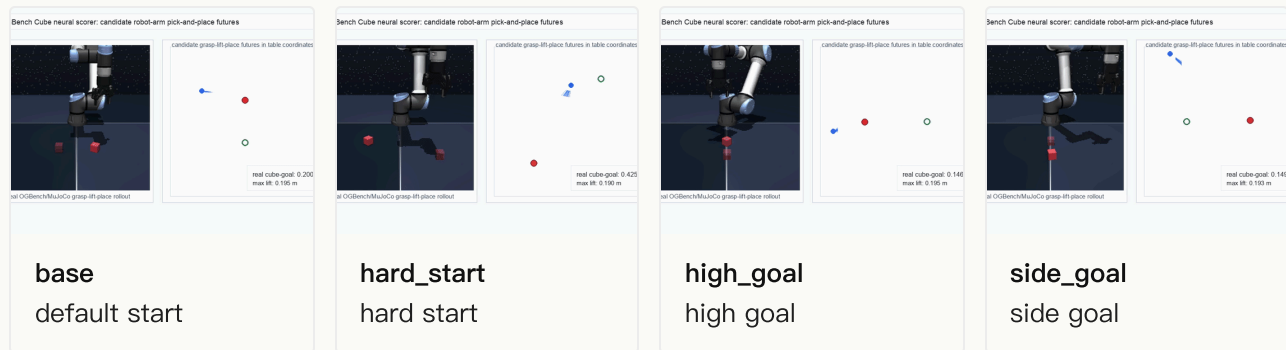 Bench Cube neural scorer: candidate robot-arm pick-and-place futures
candidate grasp-lift-place futures in table coordinates
real cube-goal: 0.200
max lift: 0.195 m
al OGBench/MuJoCo grasp-lift-place rollout
base
default start
Bench Cube neural scorer: candidate robot-arm pick-and-place futures
candidate grasp-lift-place futures in table coordinates
real cube-goal: 0.425
max lift: 0.190 m
al OGBench/MuJoCo grasp-lift-place rollout
hard_start
hard start
Bench Cube neural scorer: candidate robot-arm pick-and-place futures
candidate grasp-lift-place futures in table coordinates
real cube-goal: 0.146
max lift: 0.195 m
al OGBench/MuJoCo grasp-lift-place rollout
high_goal
high goal
Bench Cube neural scorer: candidate robot-arm pick-and-place futures
candidate grasp-lift-place futures in table coordinates
real cube-goal: 0.149
max lift: 0.193 m
al OGBench/MuJoCo grasp-lift-place rollout
side_goal
side goal